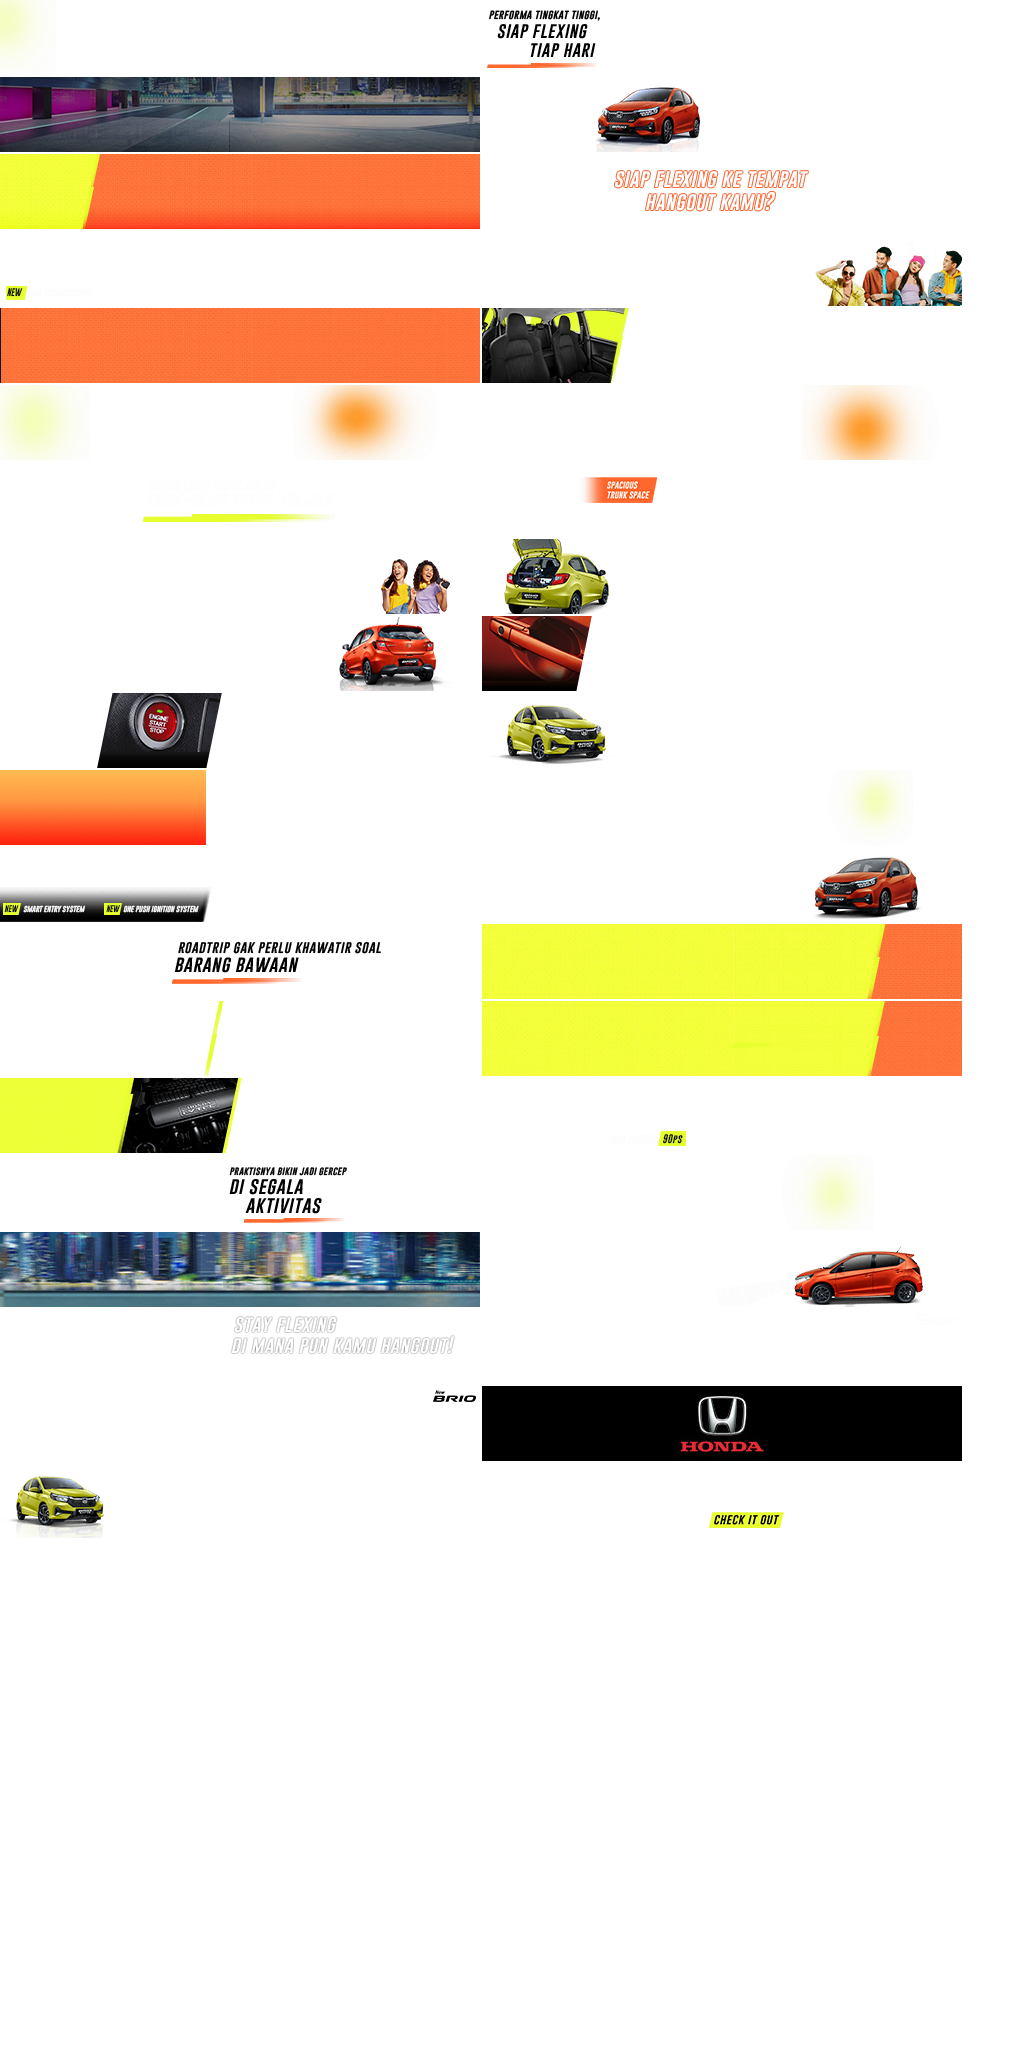 PERFORMA TINGKAT TINGGI,
SIAP FLEXING
TIAP HARI
SIAP FLEXING KE TEMPAT
HANGOUT KAMU?
NEW
SPACIOUS
TRUNK SPACE
ENGINE
START
STOP
NEW SMART ENTRY SYSTEM NEW ONE PUSH IGNITION SYSTEM
ROADTRIP GAK PERLU KHAWATIR SOAL
BARANG BAWAAN
90PS
PRAKTISNYA BIKIN JADI GERCEP
DI SEGALA
AKTIVITAS
STAY FLEXING
DI MANA PUN KAMU HANGOUT!
New
BRIO
HONDA
CHECK IT OUT